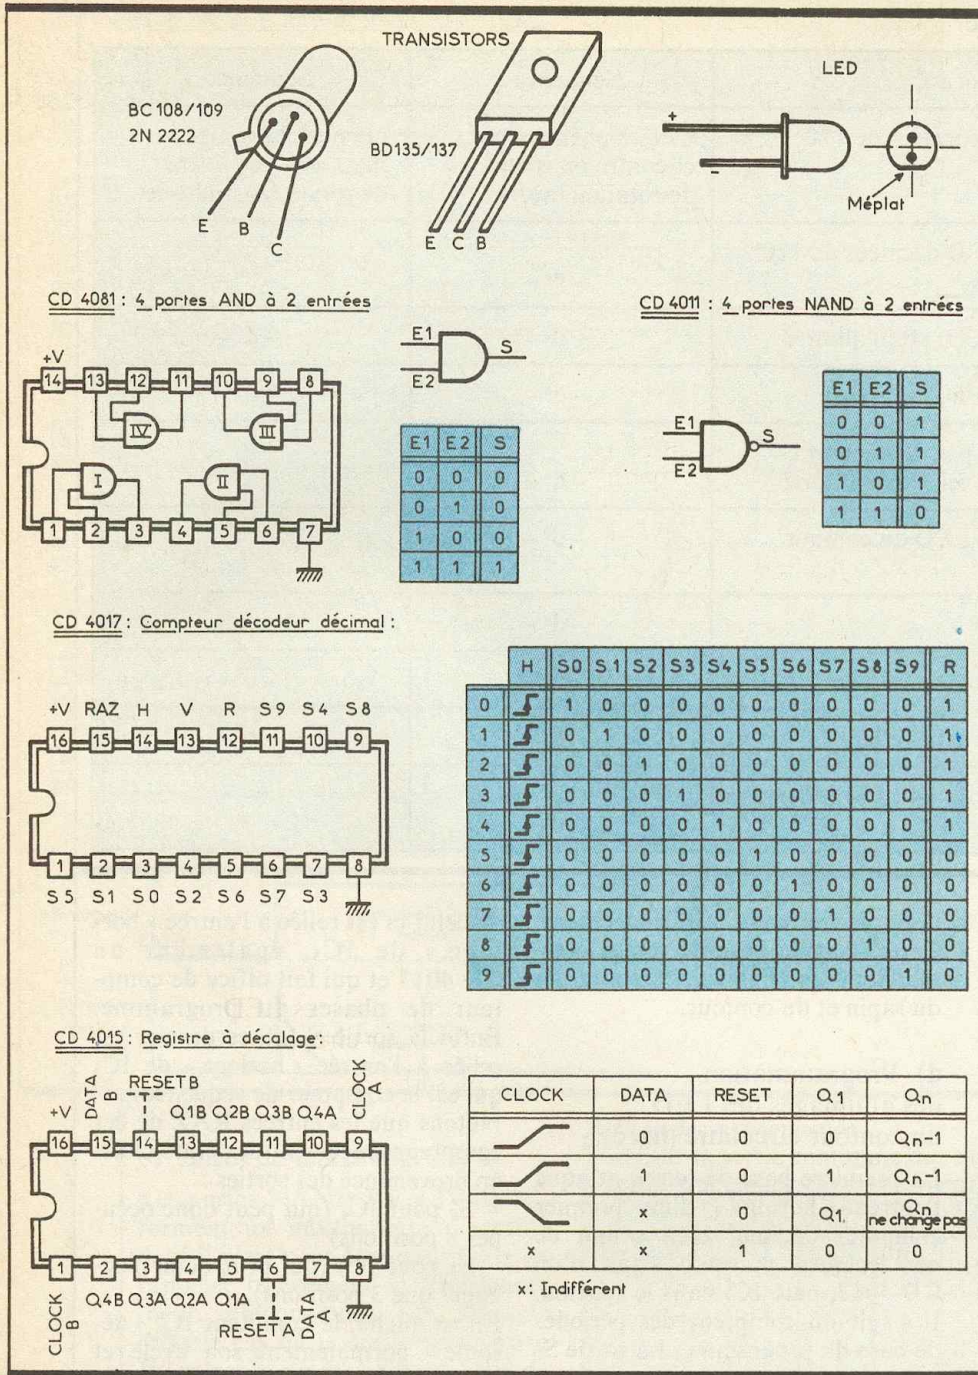 TRANSISTORS
BC 108/109
2N 2222
E B C
BD135/137
E C B
LED
+
-
Méplat
CD 4081 : 4 portes AND à 2 entrées
+V
14 13 12 11 10 9 8
IV III
I II
1 2 3 4 5 6 7
E1
E2
S
E1 E2 S
0 0 0
0 1 0
1 0 0
1 1 1
CD 4011 : 4 portes NAND à 2 entrées
E1
E2
S
E1 E2 S
0 0 1
0 1 1
1 0 1
1 1 0
CD 4017 : Compteur décodeur décimal :
+V RAZ H V R S9 S4 S8
16 15 14 13 12 11 10 9
1 2 3 4 5 6 7 8
S5 S1 S0 S2 S6 S7 S3
H S0 S1 S2 S3 S4 S5 S6 S7 S8 S9 R
0 1 0 0 0 0 0 0 0 0 0 1
1 0 1 0 0 0 0 0 0 0 0 1
2 0 0 1 0 0 0 0 0 0 0 1
3 0 0 0 1 0 0 0 0 0 0 1
4 0 0 0 0 1 0 0 0 0 0 1
5 0 0 0 0 0 1 0 0 0 0 0
6 0 0 0 0 0 0 1 0 0 0 0
7 0 0 0 0 0 0 0 1 0 0 0
8 0 0 0 0 0 0 0 0 1 0 0
9 0 0 0 0 0 0 0 0 0 1 0
CD 4015 : Registre à décalage :
+V DATA B RESET B Q1B Q2B Q3B Q4A CLOCK A
16 15 14 13 12 11 10 9
1 2 3 4 5 6 7 8
CLOCK B Q4B Q3A Q2A Q1A RESET A DATA A
CLOCK DATA RESET Q1 Qn
0 0 0 Qn-1
1 0 1 Qn-1
x 0 Q1. Qn ne change pas
x x 1 0 0
x : Indifférent